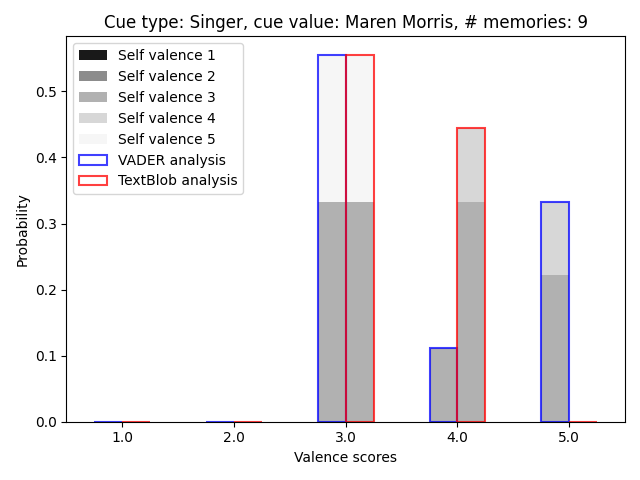 Cue type: Singer, cue value: Maren Morris, # memories: 9
Self valence 1
Self valence 2
Self valence 3
Self valence 4
Self valence 5
VADER analysis
TextBlob analysis
Probability
0.5
0.4
0.3
0.2
0.1
0.0
1.0 2.0 3.0 4.0 5.0
Valence scores